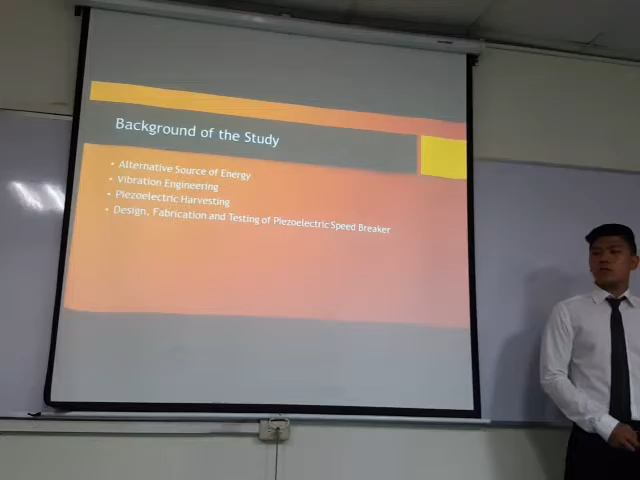 Background of the Study
• Alternative Source of Energy
• Vibration Engineering
• Piezoelectric Harvesting
• Design, Fabrication and Testing of Piezoelectric Speed Breaker